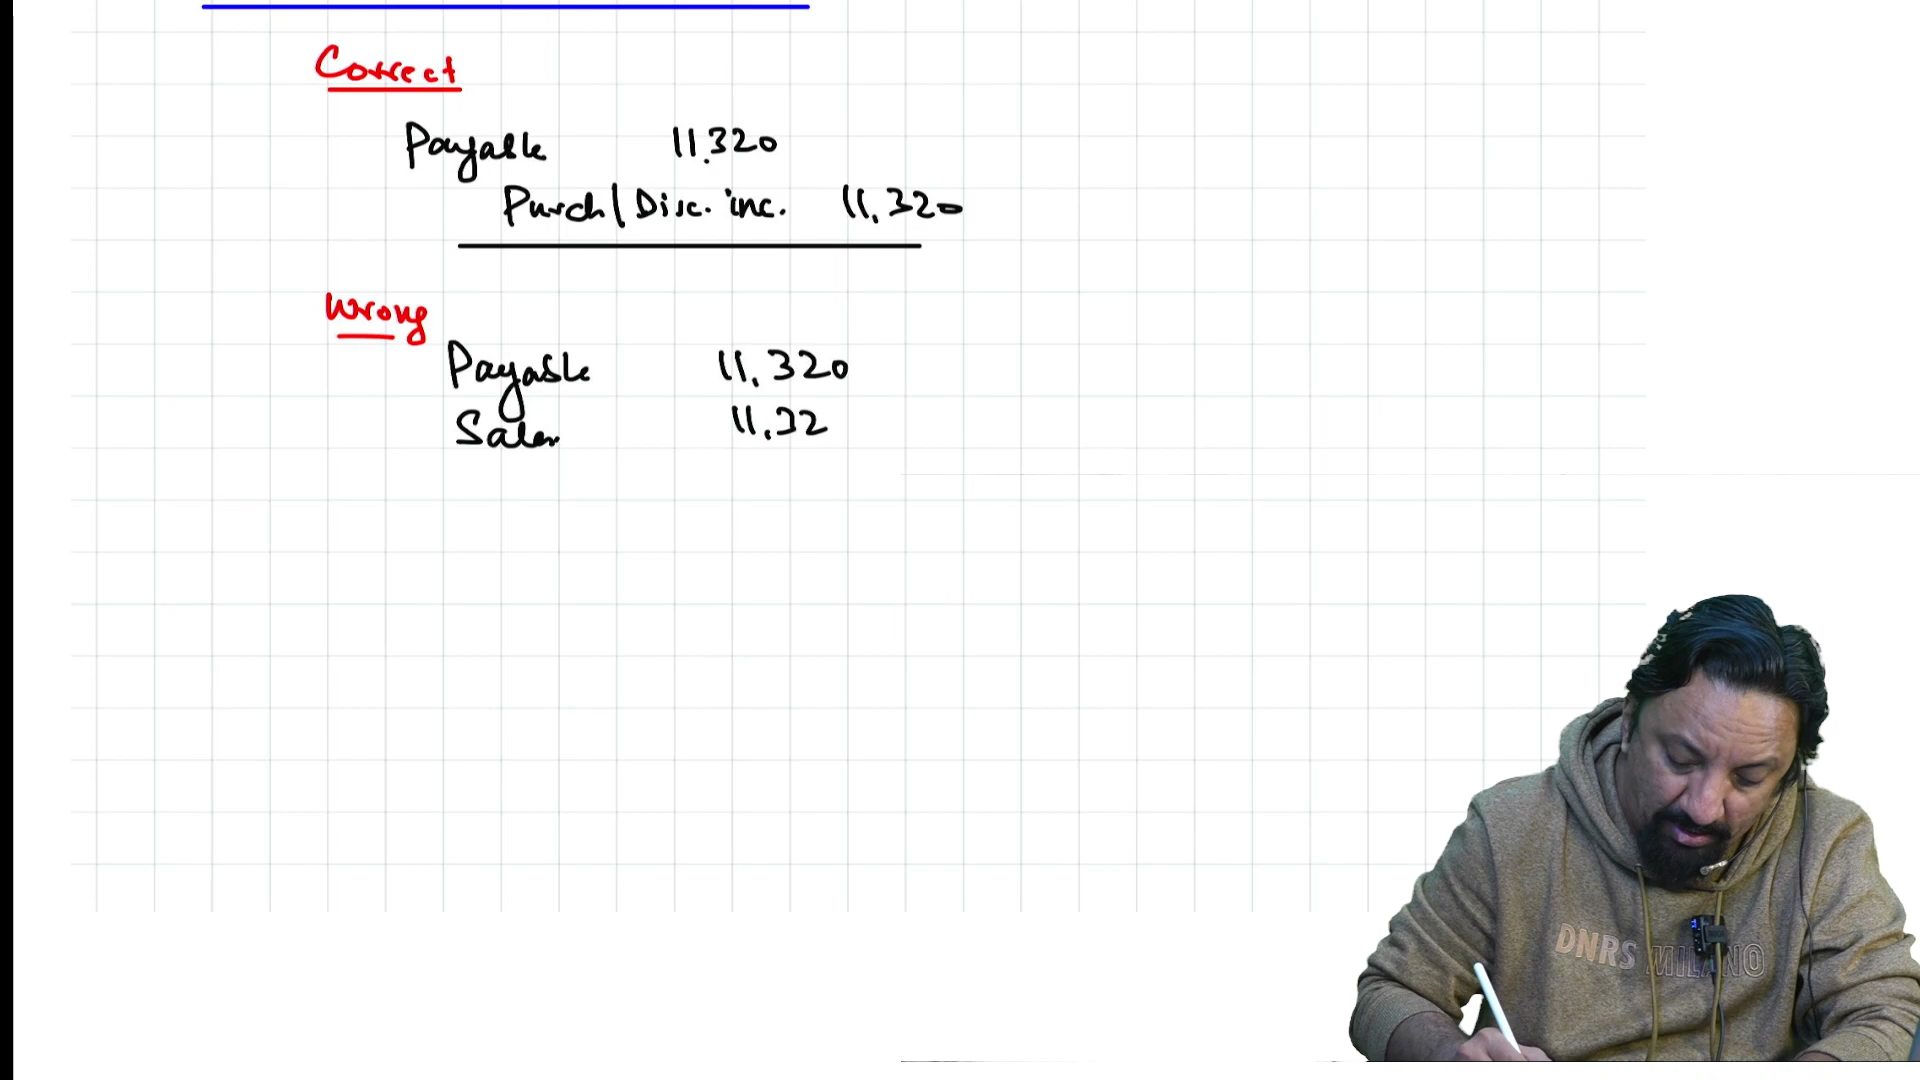 Correct
Payable 11,320
Purch/Disc. inc. 11,320
Wrong
Payable 11,320
Sales 11,32
DNRS MILANO